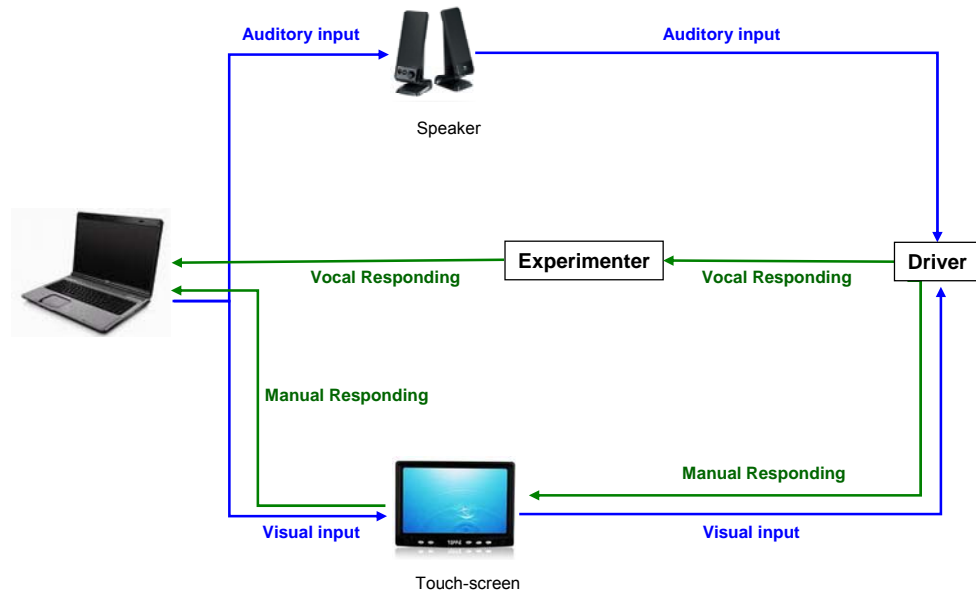 Auditory input
Auditory input
Speaker
Experimenter
Driver
Vocal Responding
Vocal Responding
Manual Responding
Manual Responding
Visual input
Visual input
Touch-screen